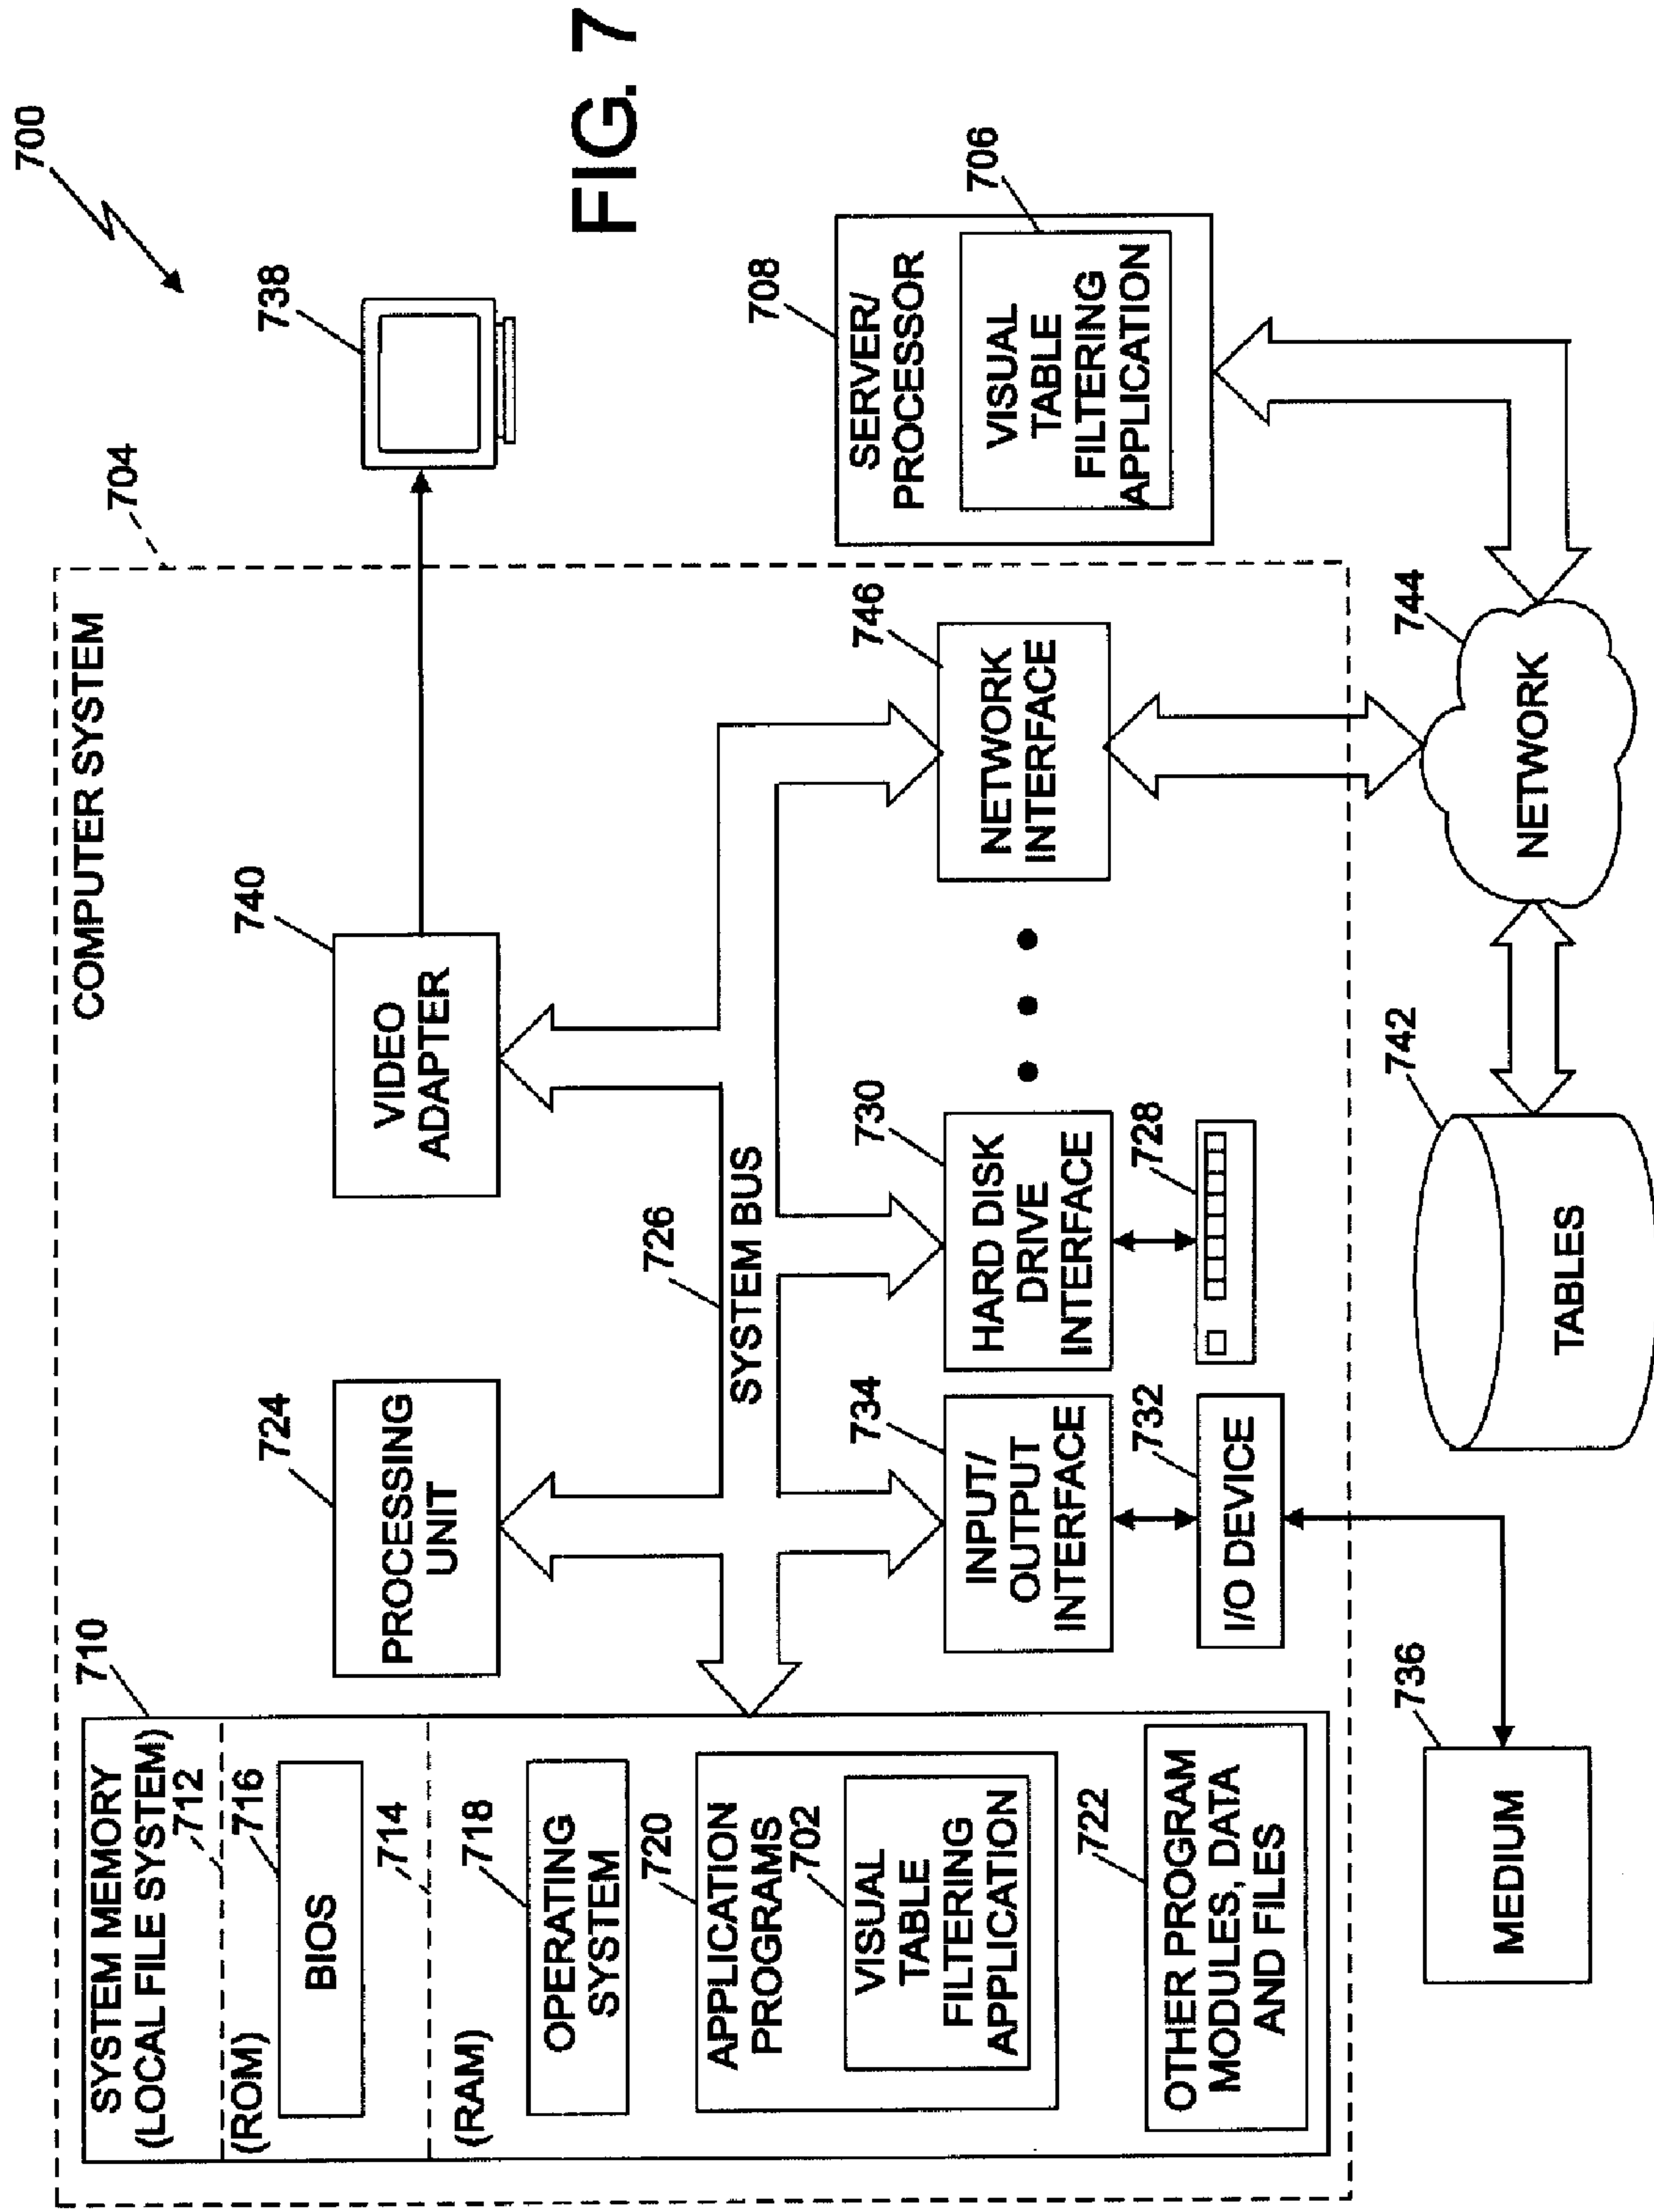 700
COMPUTER SYSTEM
704
SYSTEM MEMORY
(LOCAL FILE SYSTEM)
710
712
(ROM)
716
BIOS
714
(RAM)
718
OPERATING
SYSTEM
720
APPLICATION
PROGRAMS
702
VISUAL
TABLE
FILTERING
APPLICATION
722
OTHER PROGRAM
MODULES, DATA
AND FILES
724
PROCESSING
UNIT
740
VIDEO
ADAPTER
738
726
SYSTEM BUS
734
INPUT/
OUTPUT
INTERFACE
730
HARD DISK
DRIVE
INTERFACE
746
NETWORK
INTERFACE
732
I/O DEVICE
728
736
MEDIUM
742
TABLES
744
NETWORK
708
SERVER/
PROCESSOR
706
VISUAL
TABLE
FILTERING
APPLICATION
FIG. 7